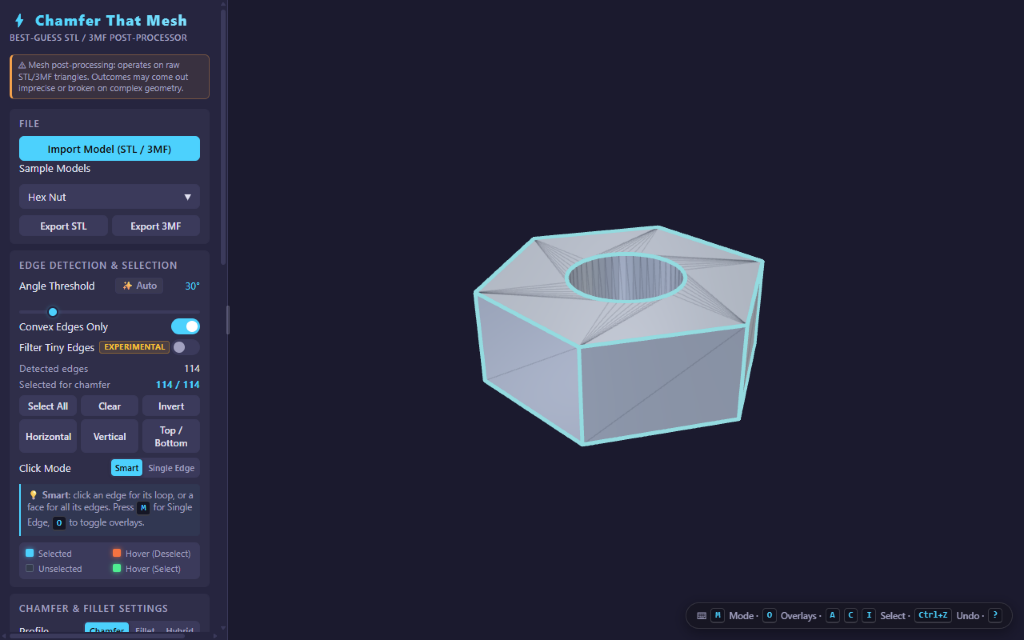 Chamfer That Mesh
BEST-GUESS STL / 3MF POST-PROCESSOR
⚠ Mesh post-processing: operates on raw
STL/3MF triangles. Outcomes may come out
imprecise or broken on complex geometry.
FILE
Import Model (STL / 3MF)
Sample Models
Hex Nut ▼
Export STL Export 3MF
EDGE DETECTION & SELECTION
Angle Threshold ✨ Auto 30°
Convex Edges Only
Filter Tiny Edges EXPERIMENTAL
Detected edges 114
Selected for chamfer 114 / 114
Select All Clear Invert
Horizontal Vertical Top /
Bottom
Click Mode Smart Single Edge
💡 Smart: click an edge for its loop, or a
face for all its edges. Press M for Single
Edge, O to toggle overlays.
Selected Hover (Deselect)
Unselected Hover (Select)
CHAMFER & FILLET SETTINGS
Profile Chamfer Fillet Hybrid
M Mode · O Overlays · A C I Select · Ctrl+Z Undo · ?